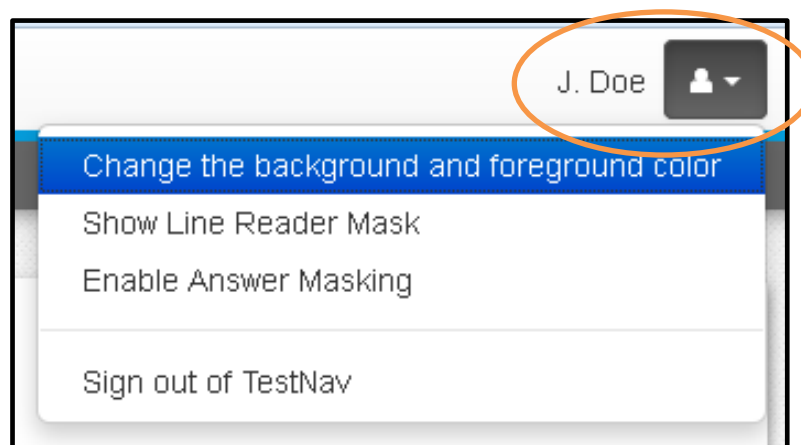 J. Doe
Change the background and foreground color
Show Line Reader Mask
Enable Answer Masking
Sign out of TestNav